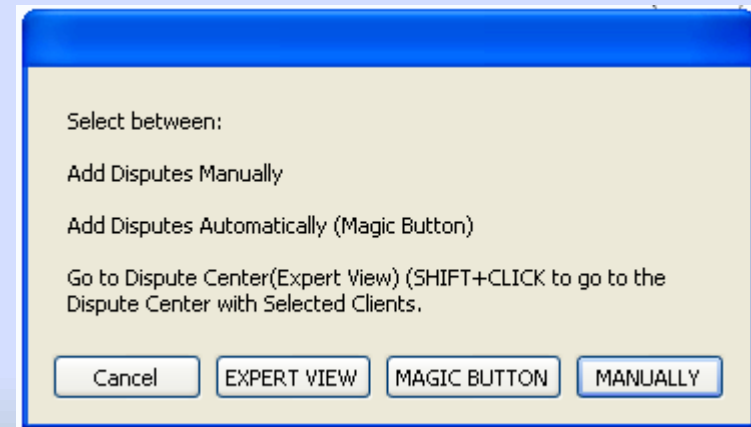 Select between:
Add Disputes Manually
Add Disputes Automatically (Magic Button)
Go to Dispute Center(Expert View) (SHIFT+CLICK to go to the
Dispute Center with Selected Clients.
Cancel
EXPERT VIEW
MAGIC BUTTON
MANUALLY